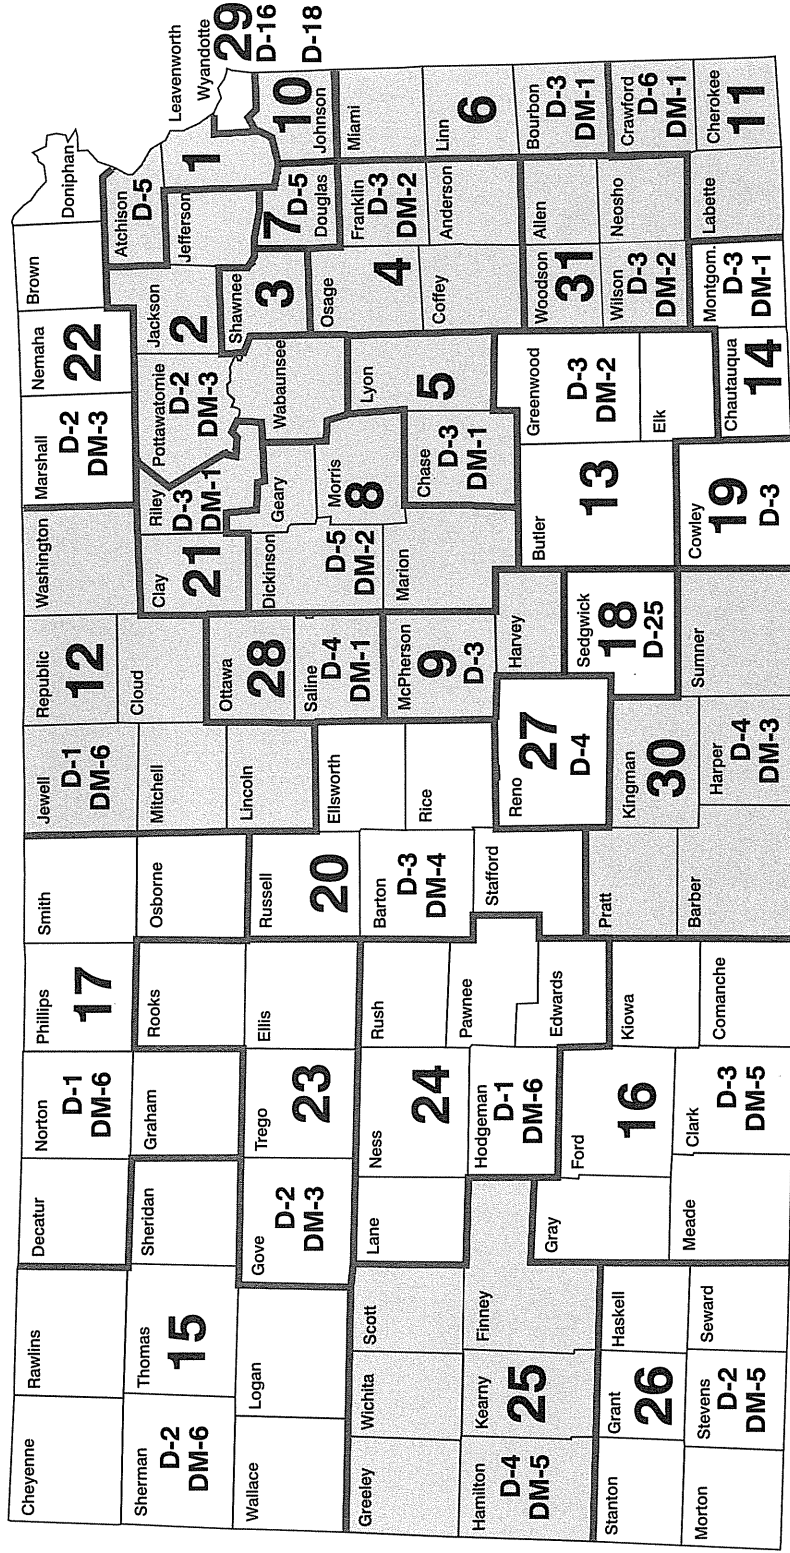 Cheyenne
Rawlins
Decatur
Norton
D-1
DM-6
Phillips
17
Smith
Jewell
D-1
DM-6
Republic
12
Washington
Marshall
D-2
DM-3
Nemaha
22
Brown
Doniphan
Sherman
D-2
DM-6
Thomas
15
Sheridan
Graham
Rooks
Osborne
Mitchell
Cloud
Clay
21
Riley
D-3
DM-1
Pottawatomie
D-2
DM-3
Jackson
2
Atchison
D-5
Jefferson
1
Leavenworth
Wyandotte
29
D-16
D-18
Wallace
Logan
Gove
D-2
DM-3
Trego
23
Ellis
Russell
20
Lincoln
Ottawa
28
Saline
D-4
DM-1
Dickinson
D-5
DM-2
Geary
Morris
8
Wabaunsee
Shawnee
3
Osage
7
D-5
Douglas
10
Johnson
Greeley
Wichita
Scott
Lane
Ness
24
Rush
Barton
D-3
DM-4
Ellsworth
Rice
McPherson
9
D-3
Marion
Chase
D-3
DM-1
Lyon
5
4
Coffey
Franklin
D-3
DM-2
Anderson
Miami
Linn
6
Hamilton
D-4
DM-5
Kearny
25
Finney
Hodgeman
D-1
DM-6
Pawnee
Edwards
Stafford
Reno
27
D-4
Harvey
Sedgwick
18
D-25
Butler
13
Greenwood
D-3
DM-2
Woodson
31
Allen
Bourbon
D-3
DM-1
Stanton
Grant
26
Haskell
Gray
Ford
16
Kiowa
Pratt
Kingman
30
Elk
Wilson
D-3
DM-2
Neosho
Crawford
D-6
DM-1
Morton
Stevens
D-2
DM-5
Seward
Meade
Clark
D-3
DM-5
Comanche
Barber
Harper
D-4
DM-3
Sumner
Cowley
19
D-3
Chautauqua
14
Montgom.
D-3
DM-1
Labette
Cherokee
11